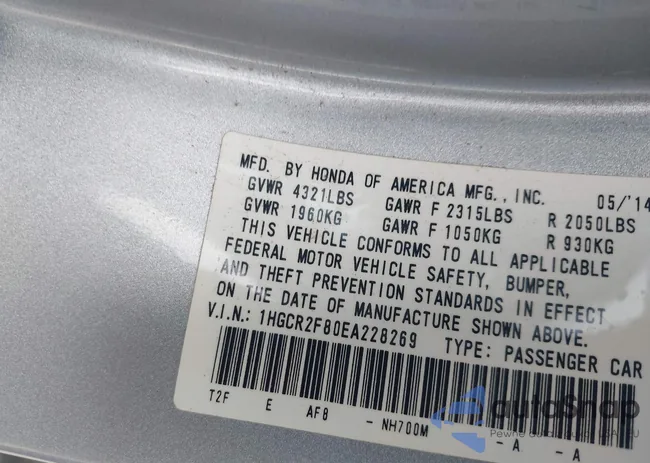 MFD. BY HONDA OF AMERICA MFG., INC. 05/'14
GVWR 4321LBS GAWR F 2315LBS R 2050LBS
GVWR 1960KG GAWR F 1050KG R 930KG
THIS VEHICLE CONFORMS TO ALL APPLICABLE
FEDERAL MOTOR VEHICLE SAFETY, BUMPER,
AND THEFT PREVENTION STANDARDS IN EFFECT
ON THE DATE OF MANUFACTURE SHOWN ABOVE.
V.I.N.: 1HGCR2F80EA228269 TYPE: PASSENGER CAR
T2F E AF8 - NH700M - A - A
autoSnap